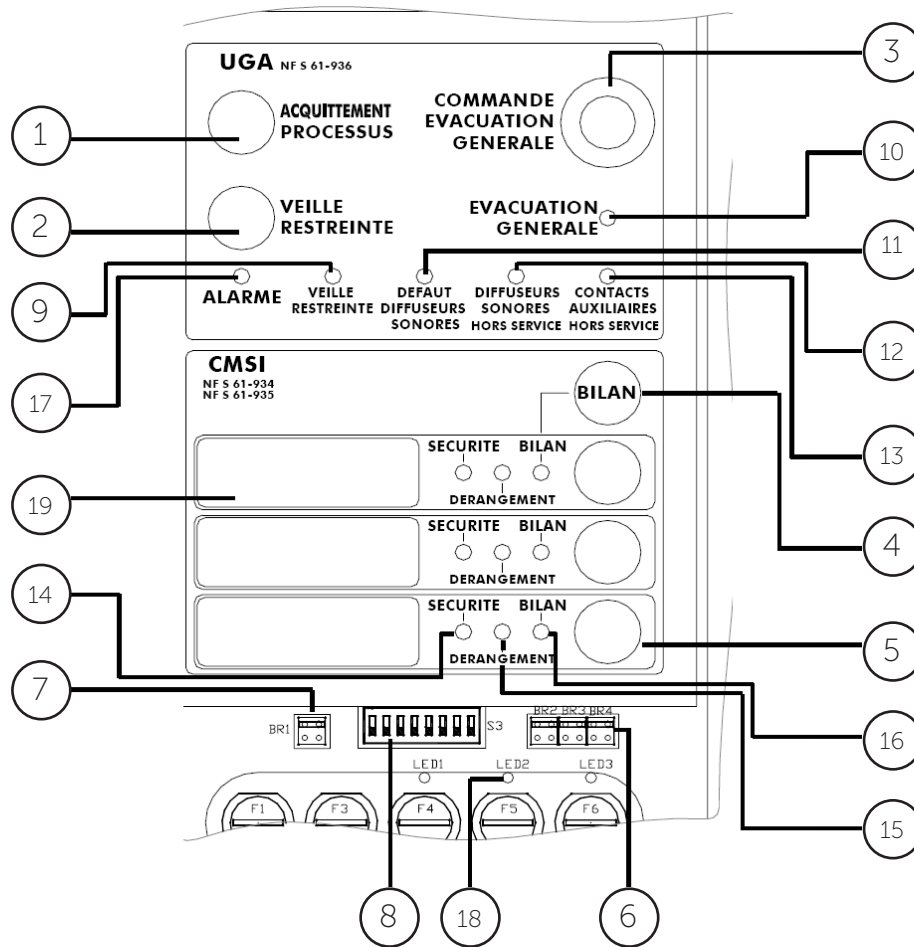 UGA NF S 61-936
ACQUITTEMENT
PROCESSUS
COMMANDE
EVACUATION
GENERALE
VEILLE
RESTREINTE
EVACUATION
GENERALE
ALARME
VEILLE
RESTREINTE
DEFAUT
DIFFUSEURS
SONORES
DIFFUSEURS
SONORES
HORS SERVICE
CONTACTS
AUXILIAIRES
HORS SERVICE
CMSI
NF S 61-934
NF S 61-935
BILAN
SECURITE BILAN
DERANGEMENT
SECURITE BILAN
DERANGEMENT
SECURITE BILAN
DERANGEMENT
BR1
S3
BR2 BR3 BR4
LED1 LED2 LED3
F1 F3 F4 F5 F6
1
2
9
17
19
14
7
3
10
11
12
13
4
5
16
15
8
18
6